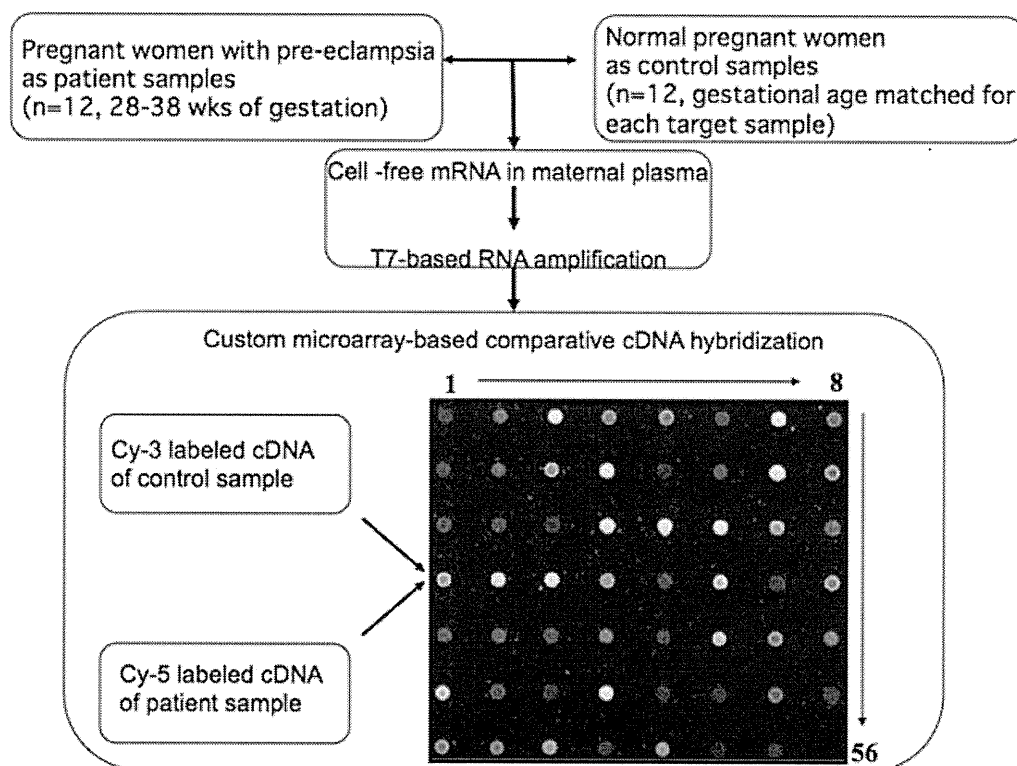 Pregnant women with pre-eclampsia
as patient samples
(n=12, 28-38 wks of gestation)
Normal pregnant women
as control samples
(n=12, gestational age matched for
each target sample)
Cell -free mRNA in maternal plasma
T7-based RNA amplification
Custom microarray-based comparative cDNA hybridization
1
8
Cy-3 labeled cDNA
of control sample
Cy-5 labeled cDNA
of patient sample
56